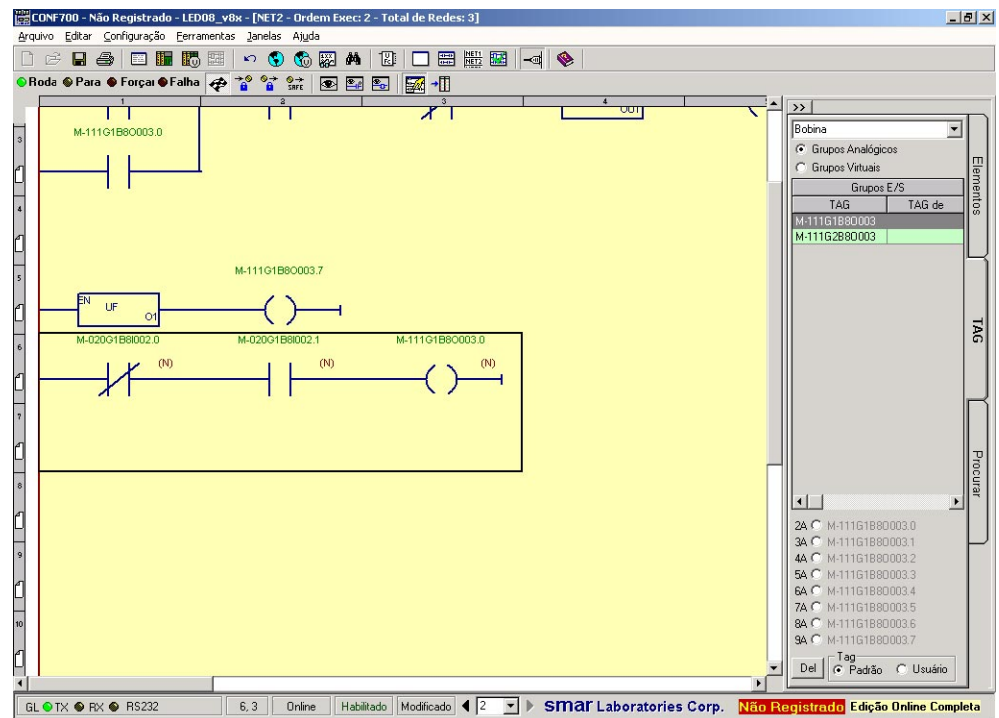 CONF700 - Não Registrado - LED08_v8x - [NET2 - Ordem Exec: 2 - Total de Redes: 3]
Arquivo Editar Configuração Ferramentas Janelas Ajuda
Roda Para Forçar Falha
1 2 3 4
>>
M-111G1B8O003.0
OU1
Bobina
Grupos Analógicos
Grupos Virtuais
Grupos E/S
TAG TAG de
M-111G1B8O003
M-111G2B8O003
Elementos
TAG
Procurar
3
4
5
6
7
8
9
10
M-111G1B8O003.7
EN UF O1
M-020G1B8I002.0 M-020G1B8I002.1 M-111G1B8O003.0
(N) (N) (N)
2A M-111G1B8O003.0
3A M-111G1B8O003.1
4A M-111G1B8O003.2
5A M-111G1B8O003.3
6A M-111G1B8O003.4
7A M-111G1B8O003.5
8A M-111G1B8O003.6
9A M-111G1B8O003.7
Tag
Del Padrão Usuário
GL TX RX RS232 6, 3 Online Habilitado Modificado 2 smar Laboratories Corp. Não Registrado Edição Online Completa